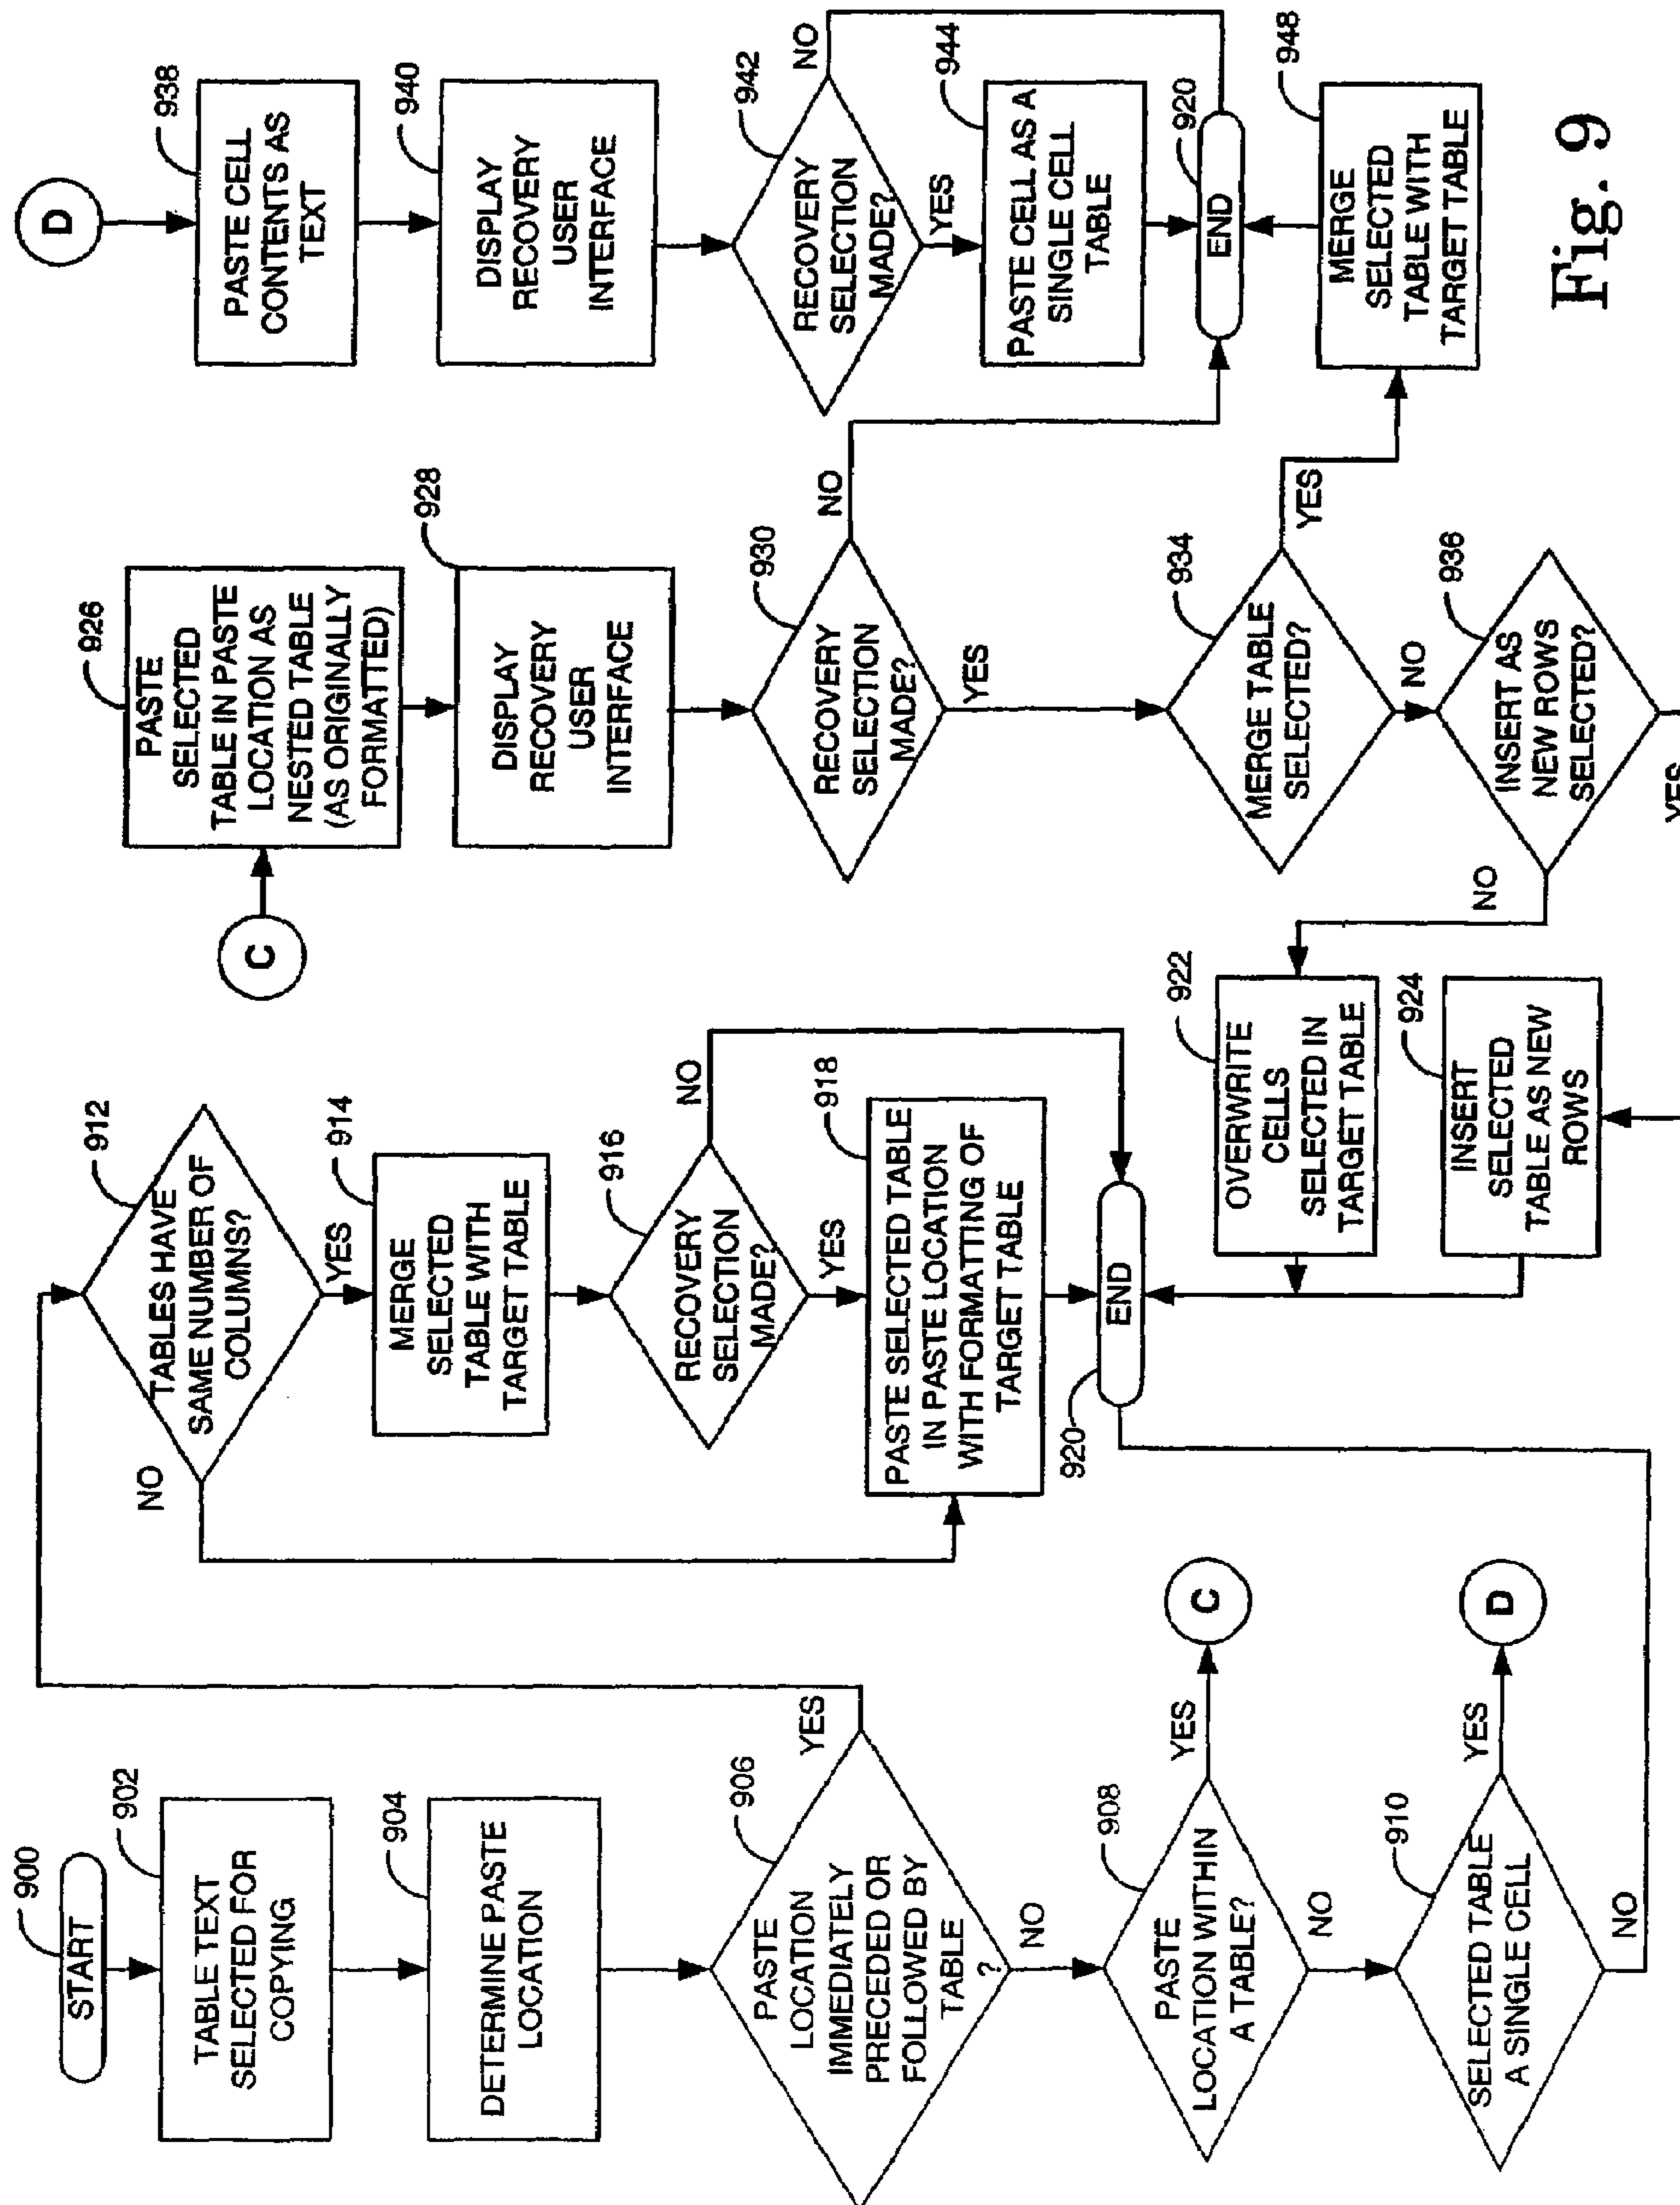 900
START
902
TABLE TEXT
SELECTED FOR
COPYING
904
DETERMINE PASTE
LOCATION
906
PASTE
LOCATION
IMMEDIATELY
PRECEDED OR
FOLLOWED BY
TABLE
?
YES
NO
908
PASTE
LOCATION WITHIN
A TABLE?
YES
C
NO
910
SELECTED TABLE
A SINGLE CELL
YES
D
NO
912
TABLES HAVE
SAME NUMBER OF
COLUMNS?
NO
YES
914
MERGE
SELECTED
TABLE WITH
TARGET TABLE
916
RECOVERY
SELECTION
MADE?
NO
YES
918
PASTE SELECTED TABLE
IN PASTE LOCATION
WITH FORMATTING OF
TARGET TABLE
920
END
922
OVERWRITE
CELLS
SELECTED IN
TARGET TABLE
924
INSERT
SELECTED
TABLE AS NEW
ROWS
C
926
PASTE
SELECTED
TABLE IN PASTE
LOCATION AS
NESTED TABLE
(AS ORIGINALLY
FORMATTED)
928
DISPLAY
RECOVERY
USER
INTERFACE
930
RECOVERY
SELECTION
MADE?
NO
YES
934
MERGE TABLE
SELECTED?
YES
NO
936
INSERT AS
NEW ROWS
SELECTED?
NO
YES
D
938
PASTE CELL
CONTENTS AS
TEXT
940
DISPLAY
RECOVERY
USER
INTERFACE
942
RECOVERY
SELECTION
MADE?
NO
YES
944
PASTE CELL AS A
SINGLE CELL
TABLE
920
END
948
MERGE
SELECTED
TABLE WITH
TARGET TABLE
Fig. 9